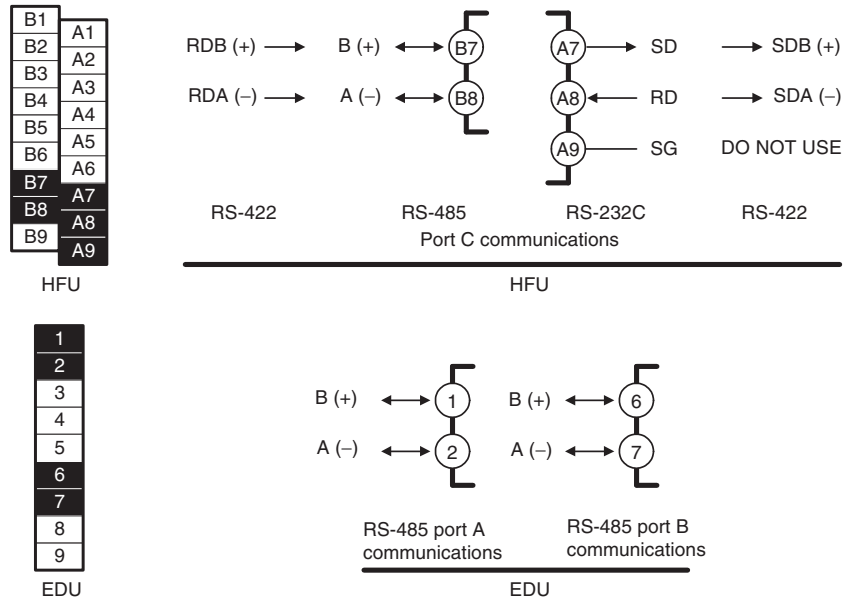 B1
B2
B3
B4
B5
B6
B7
B8
B9
A1
A2
A3
A4
A5
A6
A7
A8
A9
HFU
RDB (+) B (+) B7 A7 SD SDB (+)
RDA (−) A (−) B8 A8 RD SDA (−)
A9 SG DO NOT USE
RS-422 RS-485 RS-232C RS-422
Port C communications
HFU
1
2
3
4
5
6
7
8
9
EDU
B (+) 1 B (+) 6
A (−) 2 A (−) 7
RS-485 port A
communications
RS-485 port B
communications
EDU